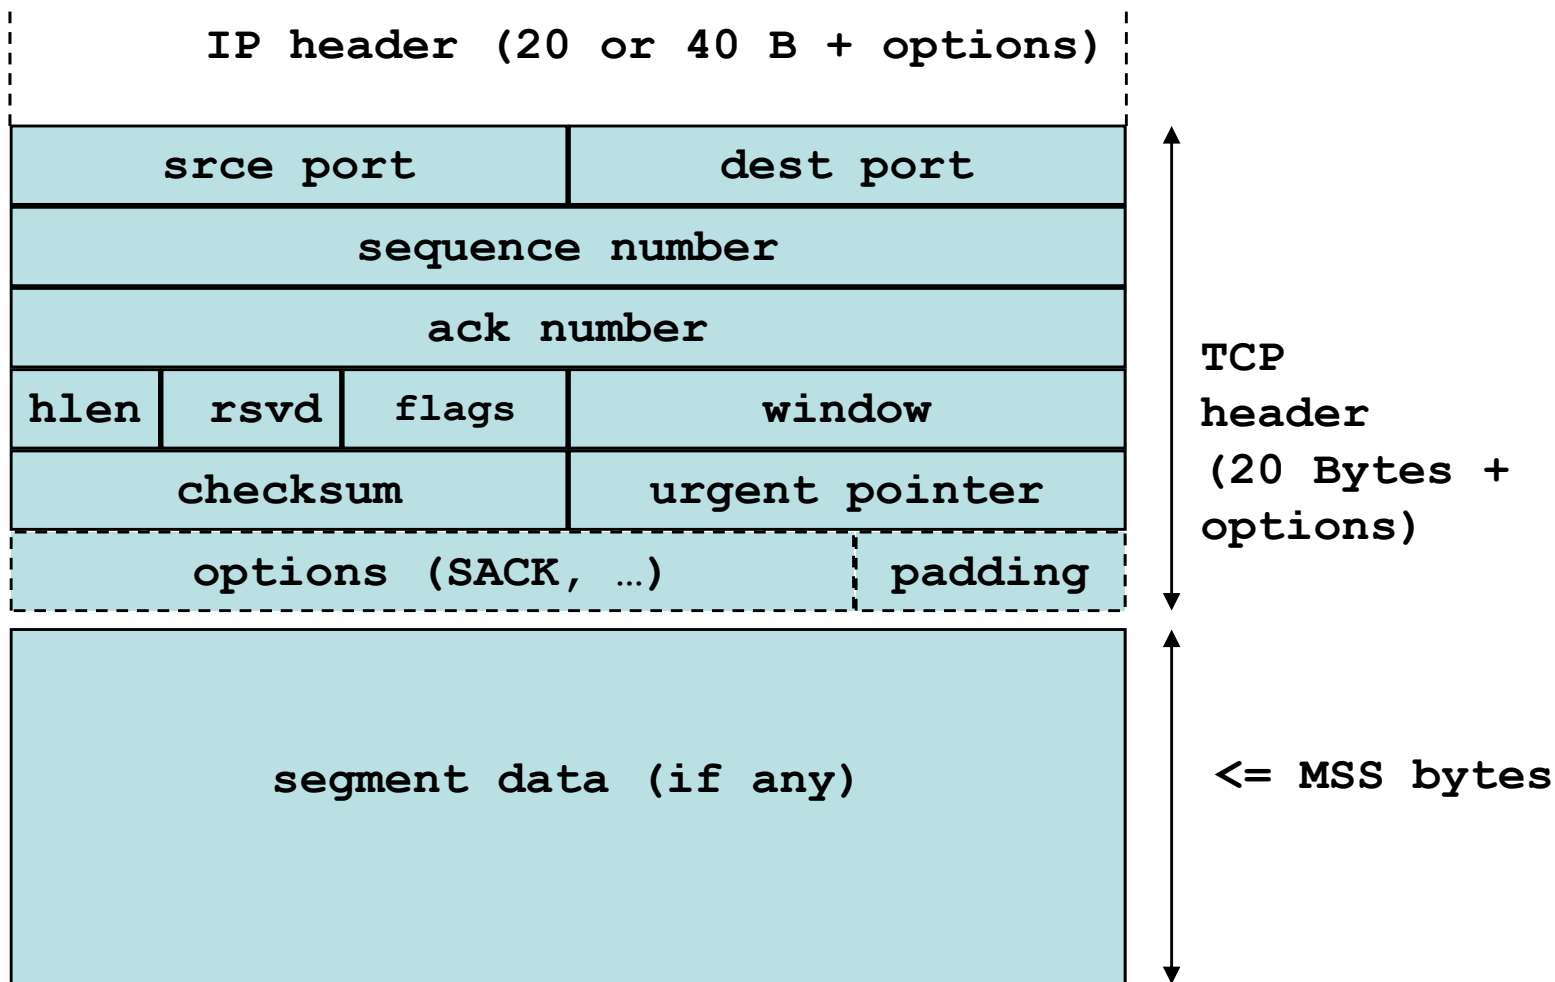 IP header (20 or 40 B + options)
srce port dest port
sequence number
ack number
hlen rsvd flags window
checksum urgent pointer
options (SACK, …) padding
TCP
header
(20 Bytes +
options)
segment data (if any)
<= MSS bytes